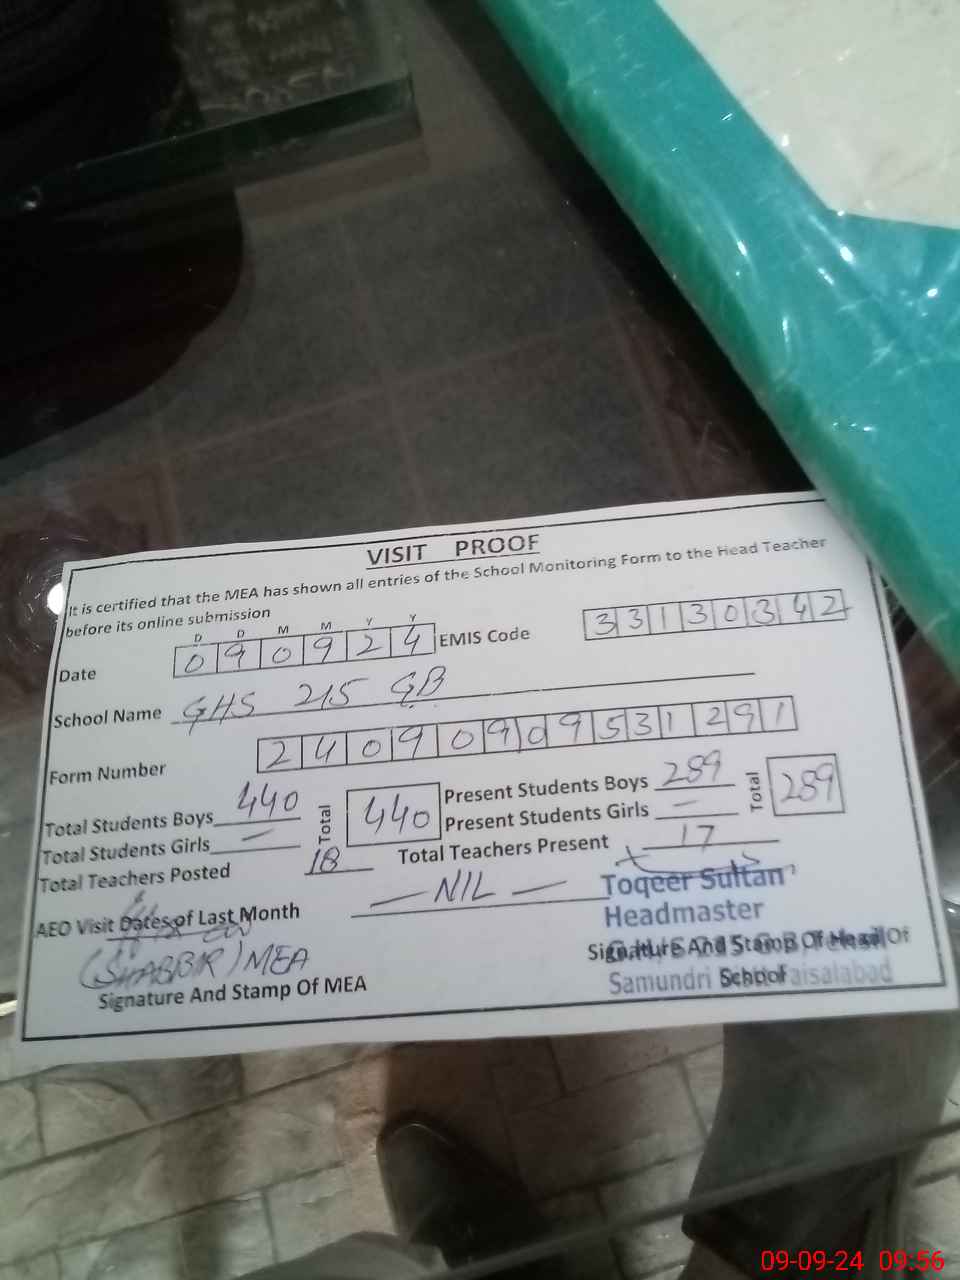 VISIT PROOF
It is certified that the MEA has shown all entries of the School Monitoring Form to the Head Teacher
before its online submission
D D M M Y Y
Date 0 9 0 9 2 4 EMIS Code 3 3 1 3 0 3 4 2
School Name GHS 215 GB
Form Number 2 4 0 9 0 9 0 9 5 3 1 2 9 1
Total Students Boys 440 Total 440 Present Students Boys 289 Total 289
Total Students Girls — Present Students Girls —
Total Teachers Posted 18 Total Teachers Present 17
AEO Visit Dates of Last Month — NIL —
Toqeer Sultan
Headmaster
(SHABBIR) MEA
Signature And Stamp Of MEA
Signature And Stamp Of Head Of
School
Samundri Distt Faisalabad
09-09-24 09:56